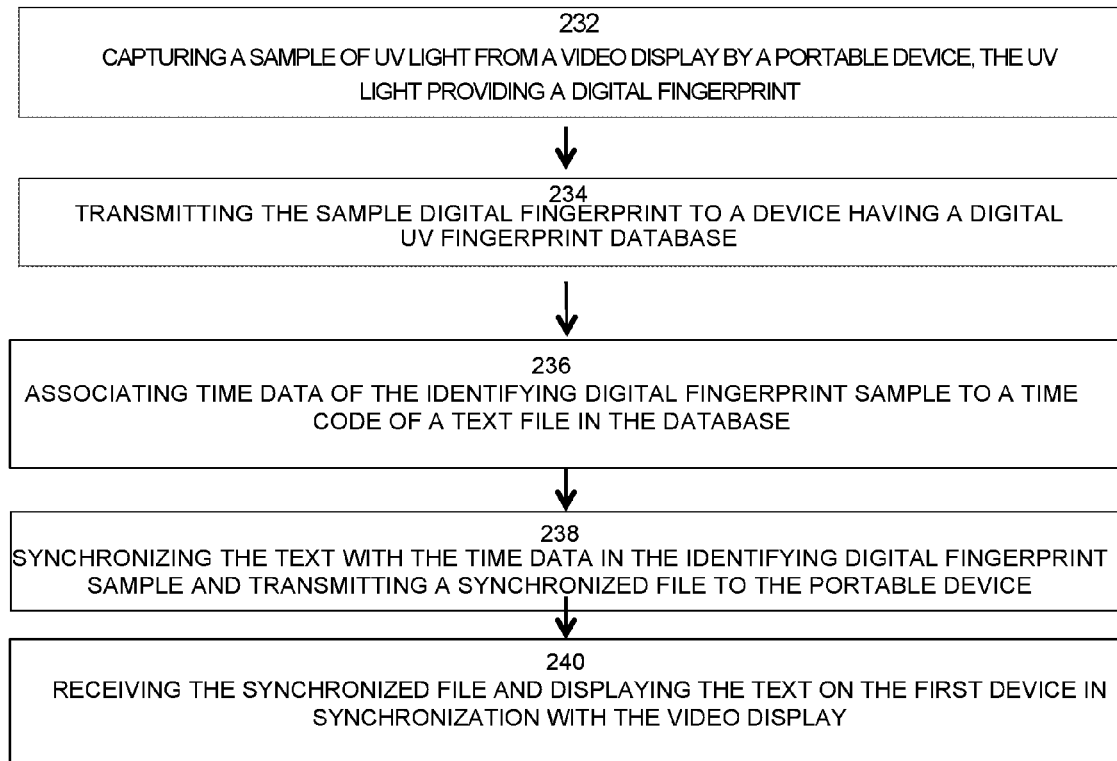 232
CAPTURING A SAMPLE OF UV LIGHT FROM A VIDEO DISPLAY BY A PORTABLE DEVICE, THE UV
LIGHT PROVIDING A DIGITAL FINGERPRINT
234
TRANSMITTING THE SAMPLE DIGITAL FINGERPRINT TO A DEVICE HAVING A DIGITAL
UV FINGERPRINT DATABASE
236
ASSOCIATING TIME DATA OF THE IDENTIFYING DIGITAL FINGERPRINT SAMPLE TO A TIME
CODE OF A TEXT FILE IN THE DATABASE
238
SYNCHRONIZING THE TEXT WITH THE TIME DATA IN THE IDENTIFYING DIGITAL FINGERPRINT
SAMPLE AND TRANSMITTING A SYNCHRONIZED FILE TO THE PORTABLE DEVICE
240
RECEIVING THE SYNCHRONIZED FILE AND DISPLAYING THE TEXT ON THE FIRST DEVICE IN
SYNCHRONIZATION WITH THE VIDEO DISPLAY